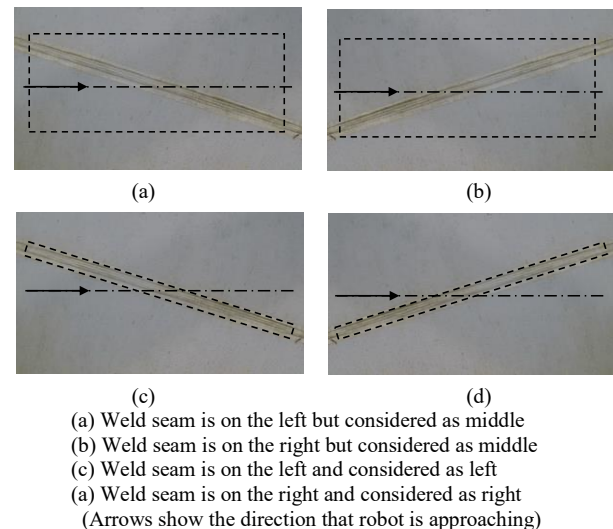 (a)
(b)
(c)
(d)
(a) Weld seam is on the left but considered as middle
(b) Weld seam is on the right but considered as middle
(c) Weld seam is on the left and considered as left
(a) Weld seam is on the right and considered as right
(Arrows show the direction that robot is approaching)